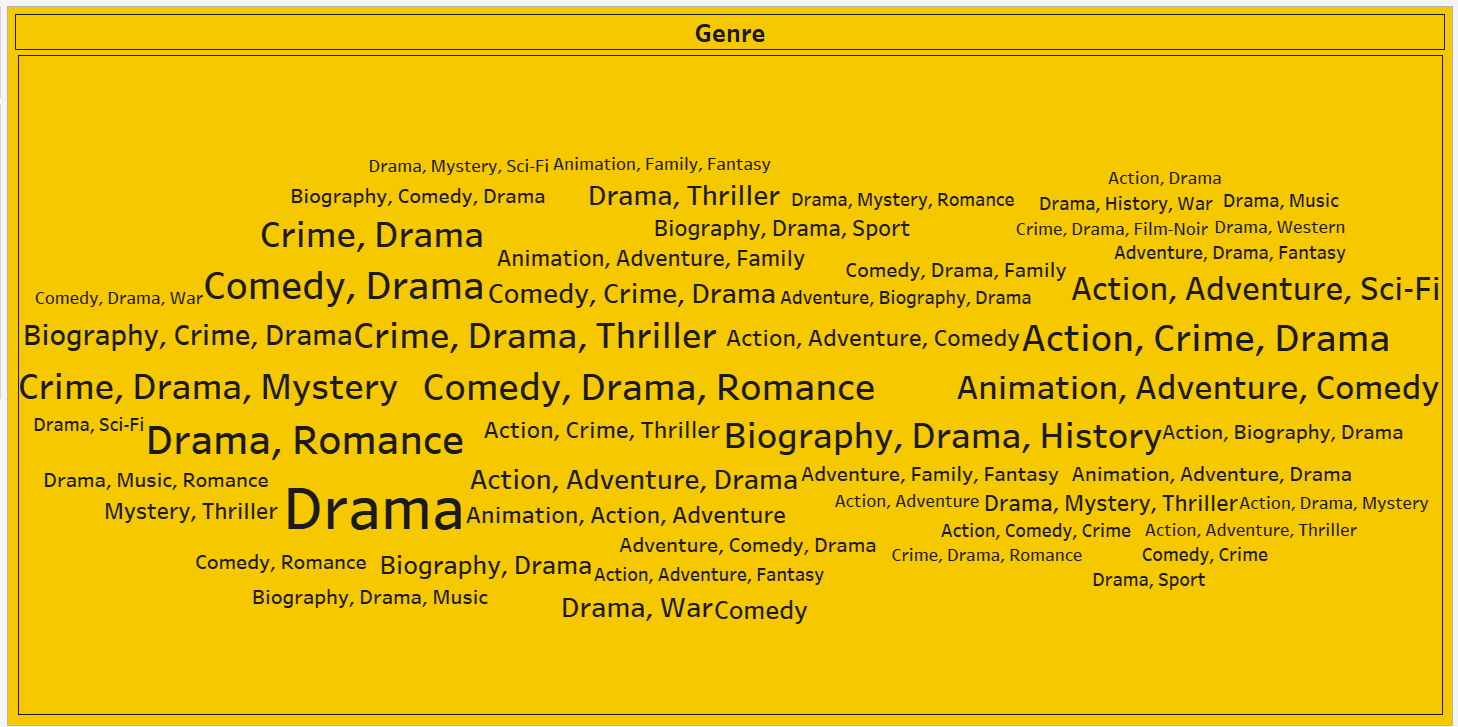 Genre
Drama, Mystery, Sci-Fi
Animation, Family, Fantasy
Action, Drama
Biography, Comedy, Drama
Drama, Thriller
Drama, Mystery, Romance
Drama, History, War
Drama, Music
Crime, Drama
Biography, Drama, Sport
Crime, Drama, Film-Noir
Drama, Western
Animation, Adventure, Family
Adventure, Drama, Fantasy
Comedy, Drama, Family
Comedy, Drama, War
Comedy, Drama
Comedy, Crime, Drama
Adventure, Biography, Drama
Action, Adventure, Sci-Fi
Biography, Crime, Drama
Crime, Drama, Thriller
Action, Adventure, Comedy
Action, Crime, Drama
Crime, Drama, Mystery
Comedy, Drama, Romance
Animation, Adventure, Comedy
Drama, Sci-Fi
Drama, Romance
Action, Crime, Thriller
Biography, Drama, History
Action, Biography, Drama
Drama, Music, Romance
Action, Adventure, Drama
Adventure, Family, Fantasy
Animation, Adventure, Drama
Mystery, Thriller
Drama
Animation, Action, Adventure
Action, Adventure
Drama, Mystery, Thriller
Action, Drama, Mystery
Action, Comedy, Crime
Action, Adventure, Thriller
Adventure, Comedy, Drama
Crime, Drama, Romance
Comedy, Crime
Comedy, Romance
Biography, Drama
Action, Adventure, Fantasy
Drama, Sport
Biography, Drama, Music
Drama, War
Comedy